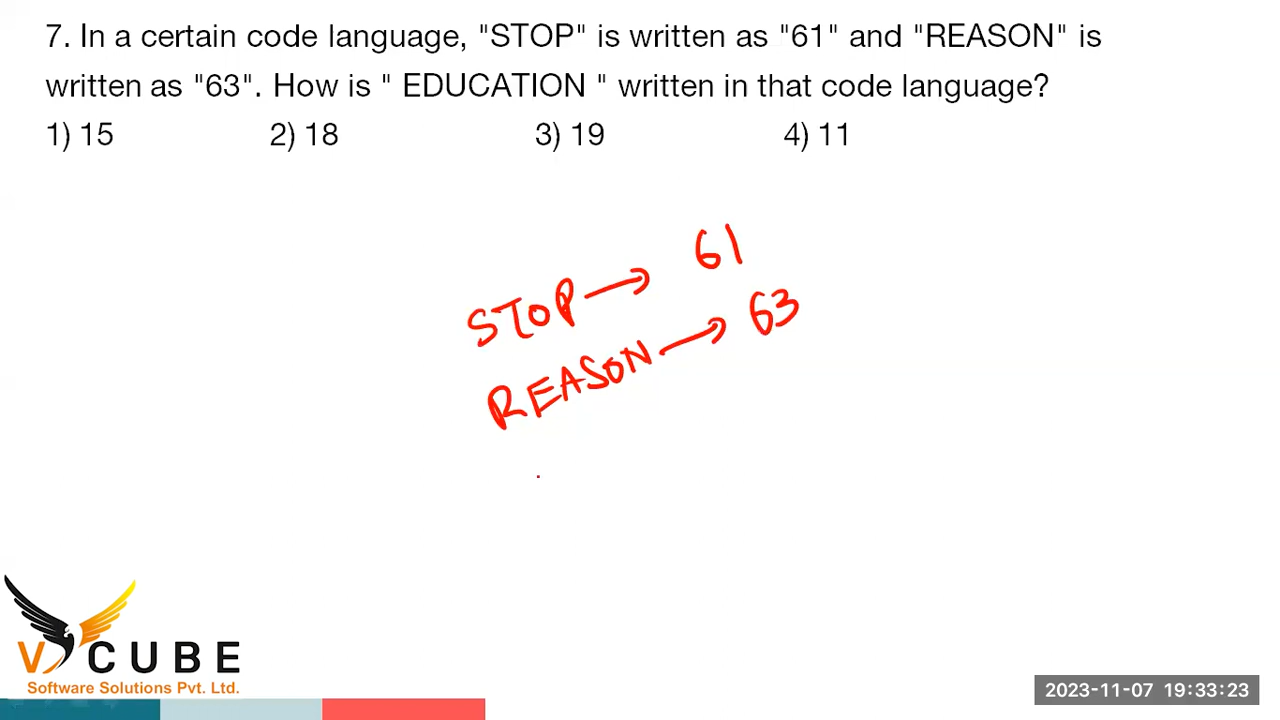 7. In a certain code language, "STOP" is written as "61" and "REASON" is
written as "63". How is " EDUCATION " written in that code language?
1) 15 2) 18 3) 19 4) 11
STOP → 61
REASON → 63
V CUBE
Software Solutions Pvt. Ltd.
2023-11-07 19:33:23